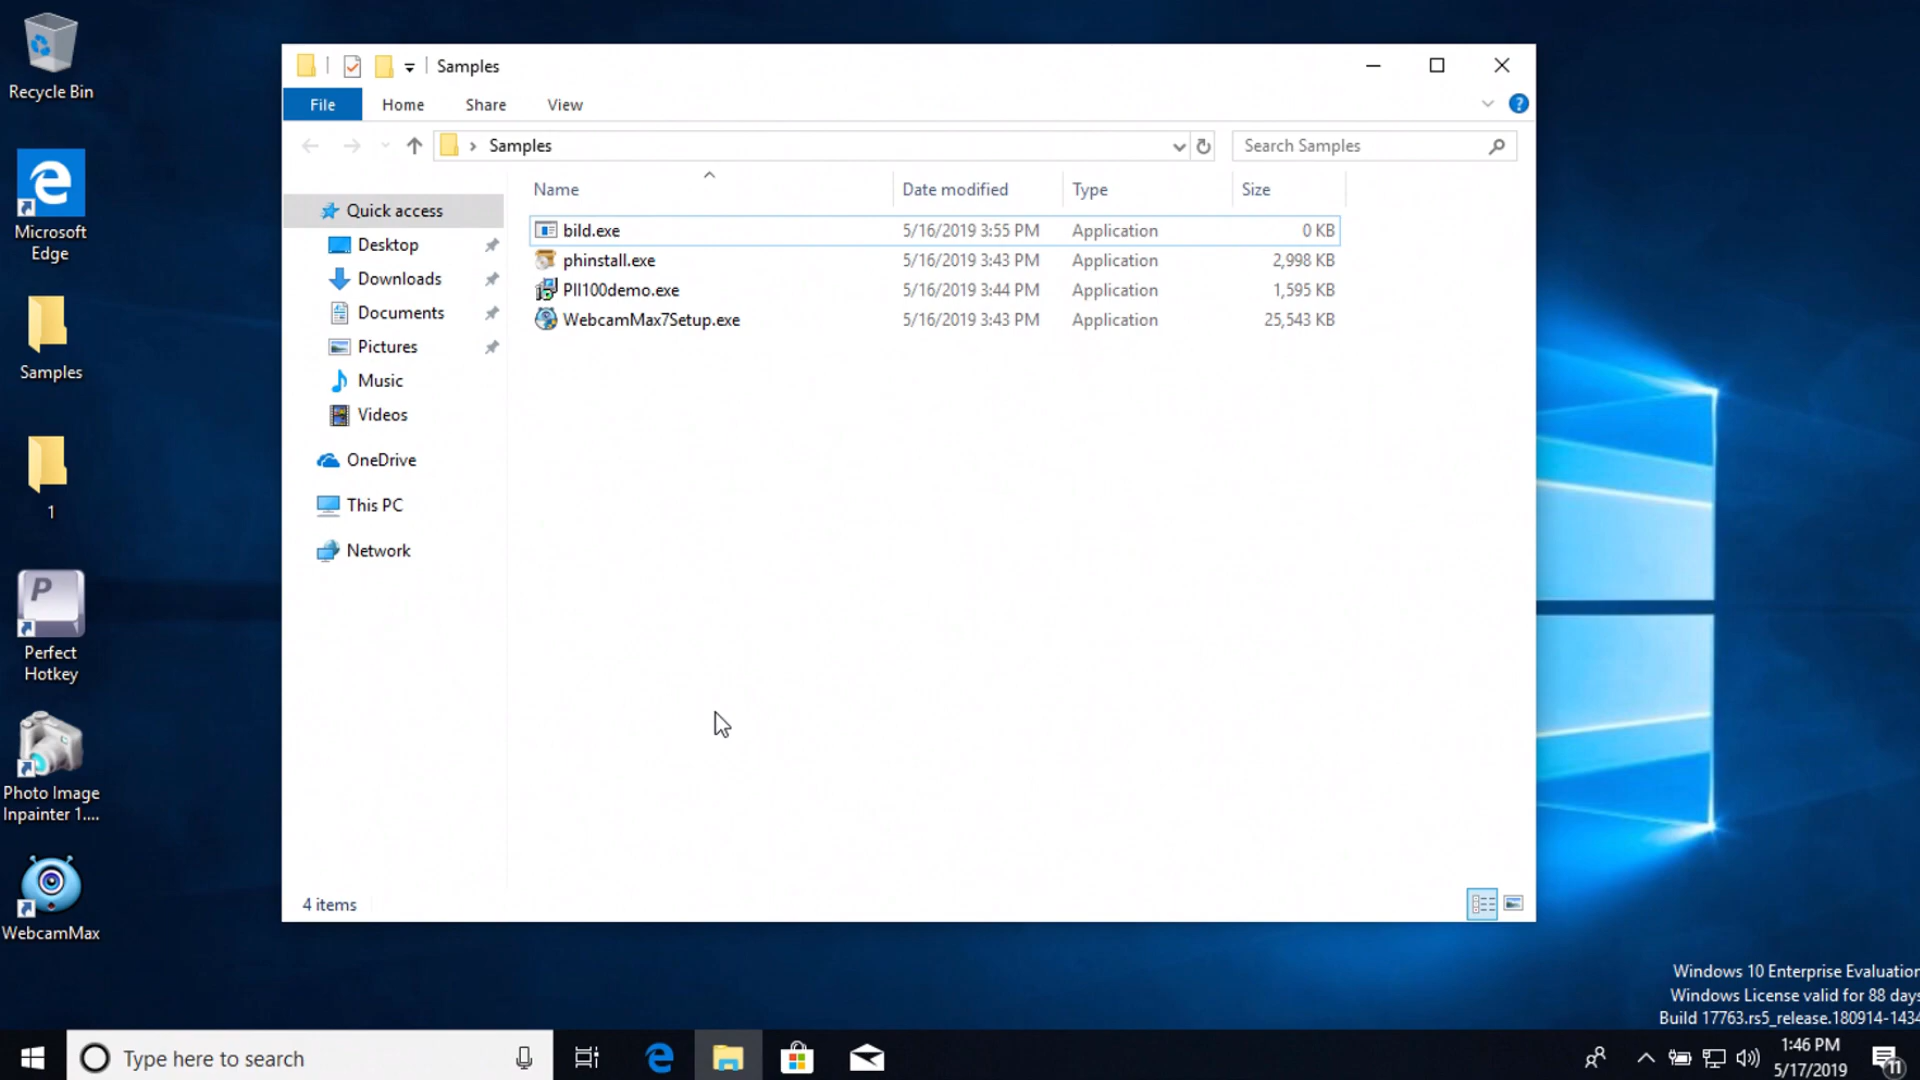 Recycle Bin
Microsoft
Edge
Samples
1
P
Perfect
Hotkey
Photo Image
Inpainter 1....
WebcamMax
Samples
File Home Share View
?
Samples
Search Samples
Name Date modified Type Size
bild.exe 5/16/2019 3:55 PM Application 0 KB
phinstall.exe 5/16/2019 3:43 PM Application 2,998 KB
PII100demo.exe 5/16/2019 3:44 PM Application 1,595 KB
WebcamMax7Setup.exe 5/16/2019 3:43 PM Application 25,543 KB
Quick access
Desktop
Downloads
Documents
Pictures
Music
Videos
OneDrive
This PC
Network
4 items
Windows 10 Enterprise Evaluation
Windows License valid for 88 days
Build 17763.rs5_release.180914-1434
Type here to search
1:46 PM
5/17/2019
11